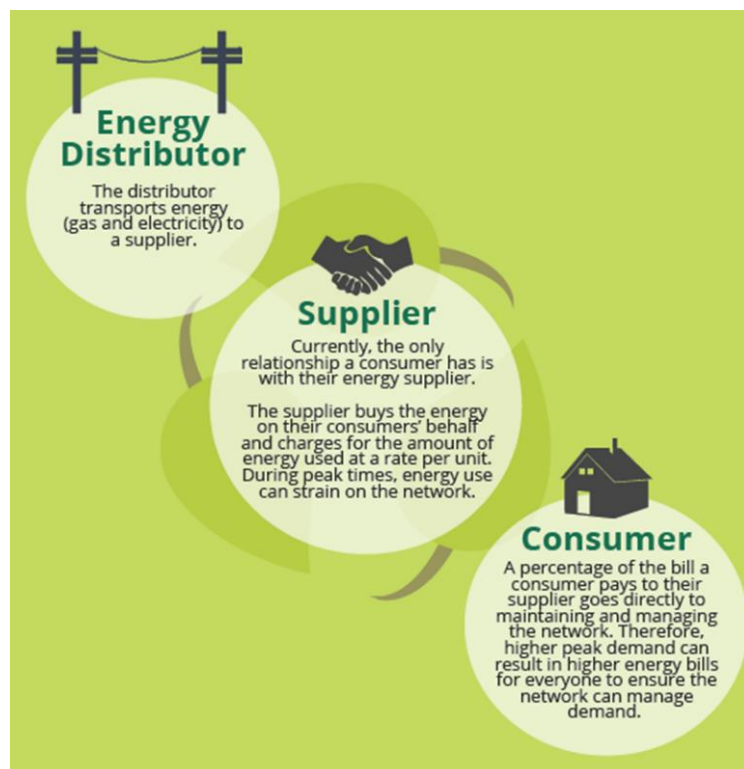 Energy
Distributor
The distributor
transports energy
(gas and electricity) to
a supplier.
Supplier
Currently, the only
relationship a consumer has is
with their energy supplier.
The supplier buys the energy
on their consumers' behalf
and charges for the amount of
energy used at a rate per unit.
During peak times, energy use
can strain on the network.
Consumer
A percentage of the bill a
consumer pays to their
supplier goes directly to
maintaining and managing
the network. Therefore,
higher peak demand can
result in higher energy bills
for everyone to ensure the
network can manage
demand.